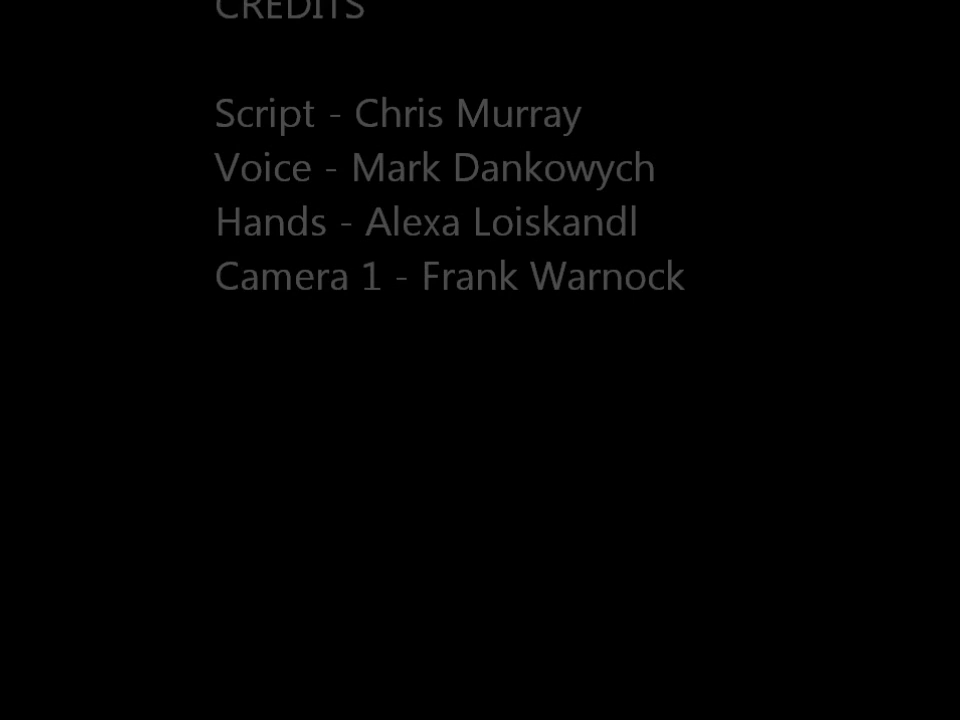 CREDITS
Script - Chris Murray
Voice - Mark Dankowych
Hands - Alexa Loiskandl
Camera 1 - Frank Warnock